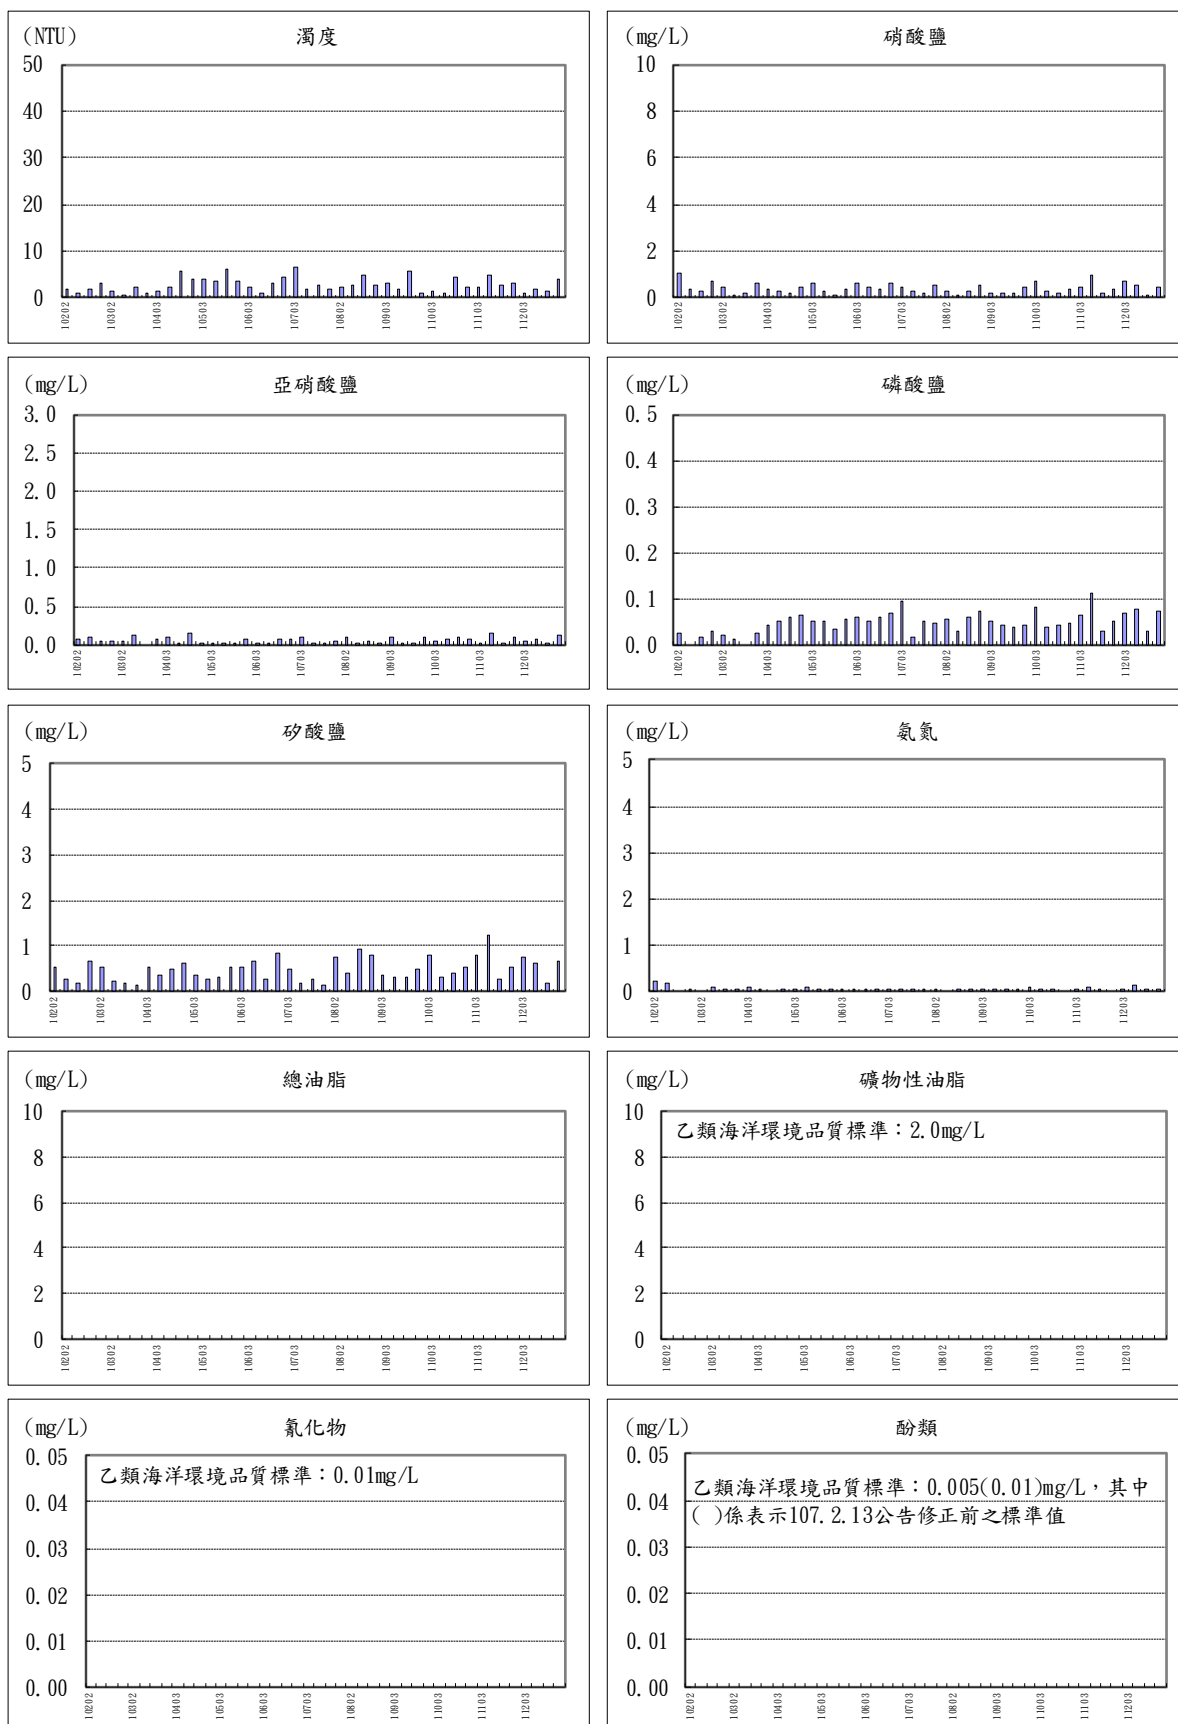 (NTU) 濁度
50
40
30
20
10
0
10202 10302 10403 10503 10603 10703 10802 10903 11003 11103 11203
(mg/L) 硝酸鹽
10
8
6
4
2
0
10202 10302 10403 10503 10603 10703 10802 10903 11003 11103 11203
(mg/L) 亞硝酸鹽
3.0
2.5
2.0
1.5
1.0
0.5
0.0
10202 10302 10403 10503 10603 10703 10802 10903 11003 11103 11203
(mg/L) 磷酸鹽
0.5
0.4
0.3
0.2
0.1
0.0
10202 10302 10403 10503 10603 10703 10802 10903 11003 11103 11203
(mg/L) 矽酸鹽
5
4
3
2
1
0
10202 10302 10403 10503 10603 10703 10802 10903 11003 11103 11203
(mg/L) 氨氮
5
4
3
2
1
0
10202 10302 10403 10503 10603 10703 10802 10903 11003 11103 11203
(mg/L) 總油脂
10
8
6
4
2
0
10202 10302 10403 10503 10603 10703 10802 10903 11003 11103 11203
(mg/L) 礦物性油脂
乙類海洋環境品質標準：2.0mg/L
10
8
6
4
2
0
10202 10302 10403 10503 10603 10703 10802 10903 11003 11103 11203
(mg/L) 氰化物
乙類海洋環境品質標準：0.01mg/L
0.05
0.04
0.03
0.02
0.01
0.00
10202 10302 10403 10503 10603 10703 10802 10903 11003 11103 11203
(mg/L) 酚類
乙類海洋環境品質標準：0.005(0.01)mg/L，其中
( )係表示107.2.13公告修正前之標準值
0.05
0.04
0.03
0.02
0.01
0.00
10202 10302 10403 10503 10603 10703 10802 10903 11003 11103 11203